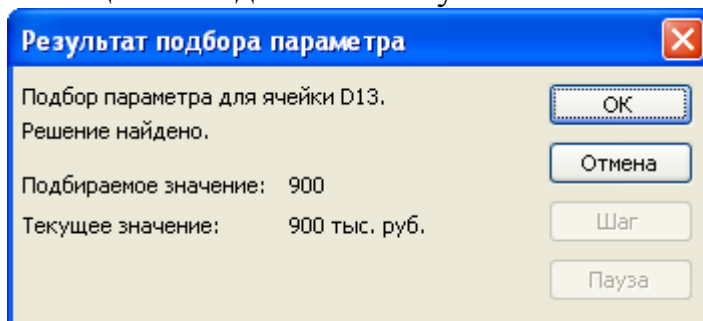 Результат подбора параметра
Подбор параметра для ячейки D13.
Решение найдено.
Подбираемое значение: 900
Текущее значение: 900 тыс. руб.
ОК
Отмена
Шаг
Пауза